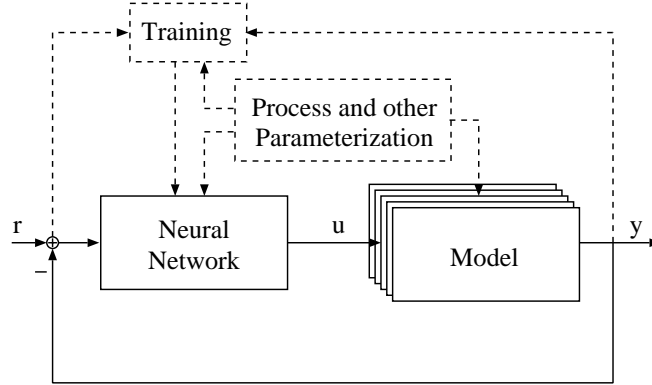 Training
Process and other
Parameterization
r
Neural
Network
u
Model
y
−